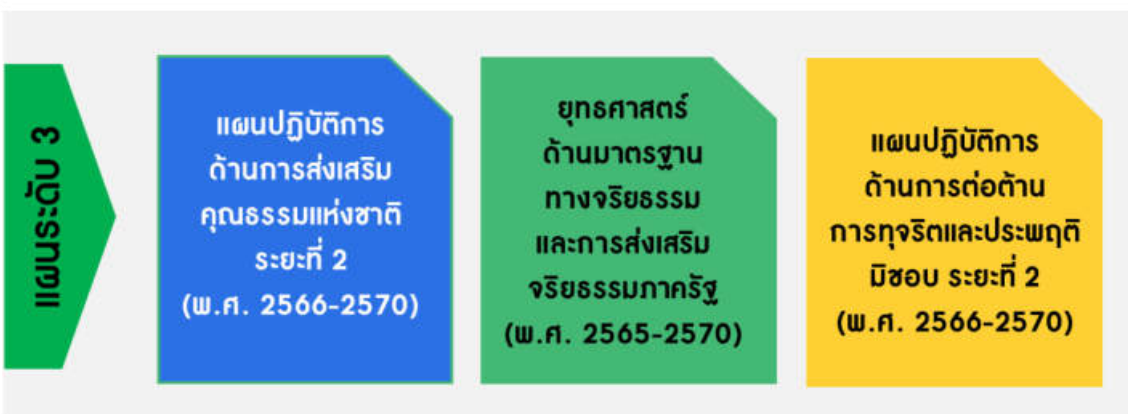 แผนระดับ 3
แผนปฏิบัติการ
ด้านการส่งเสริม
คุณธรรมแห่งชาติ
ระยะที่ 2
(พ.ศ. 2566-2570)
ยุทธศาสตร์
ด้านมาตรฐาน
ทางจริยธรรม
และการส่งเสริม
จริยธรรมภาครัฐ
(พ.ศ. 2565-2570)
แผนปฏิบัติการ
ด้านการต่อต้าน
การทุจริตและประพฤติ
มิชอบ ระยะที่ 2
(พ.ศ. 2566-2570)